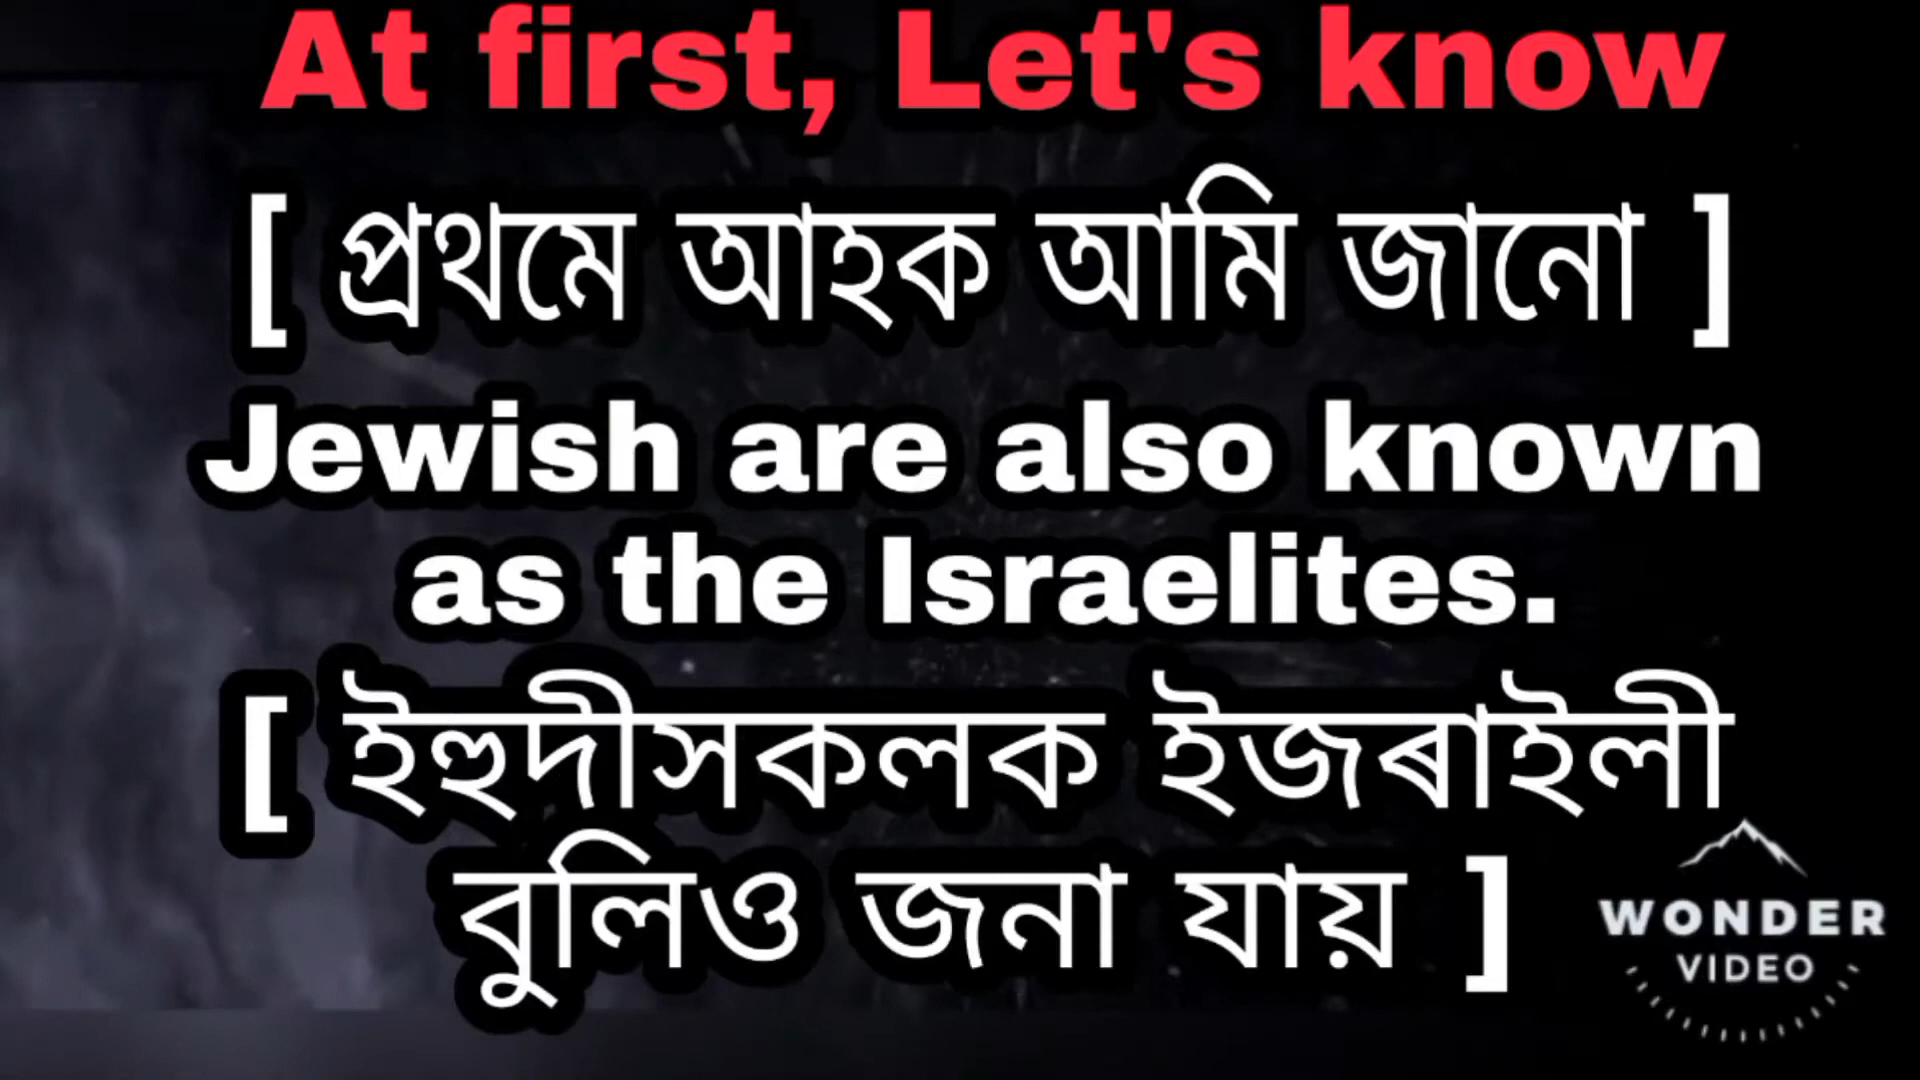 At first, Let's know
[ প্ৰথমে আহক আমি জানো ]
Jewish are also known
as the Israelites.
[ ইহুদীসকলক ইজৰাইলী
বুলিও জনা যায় ]
WONDER
VIDEO